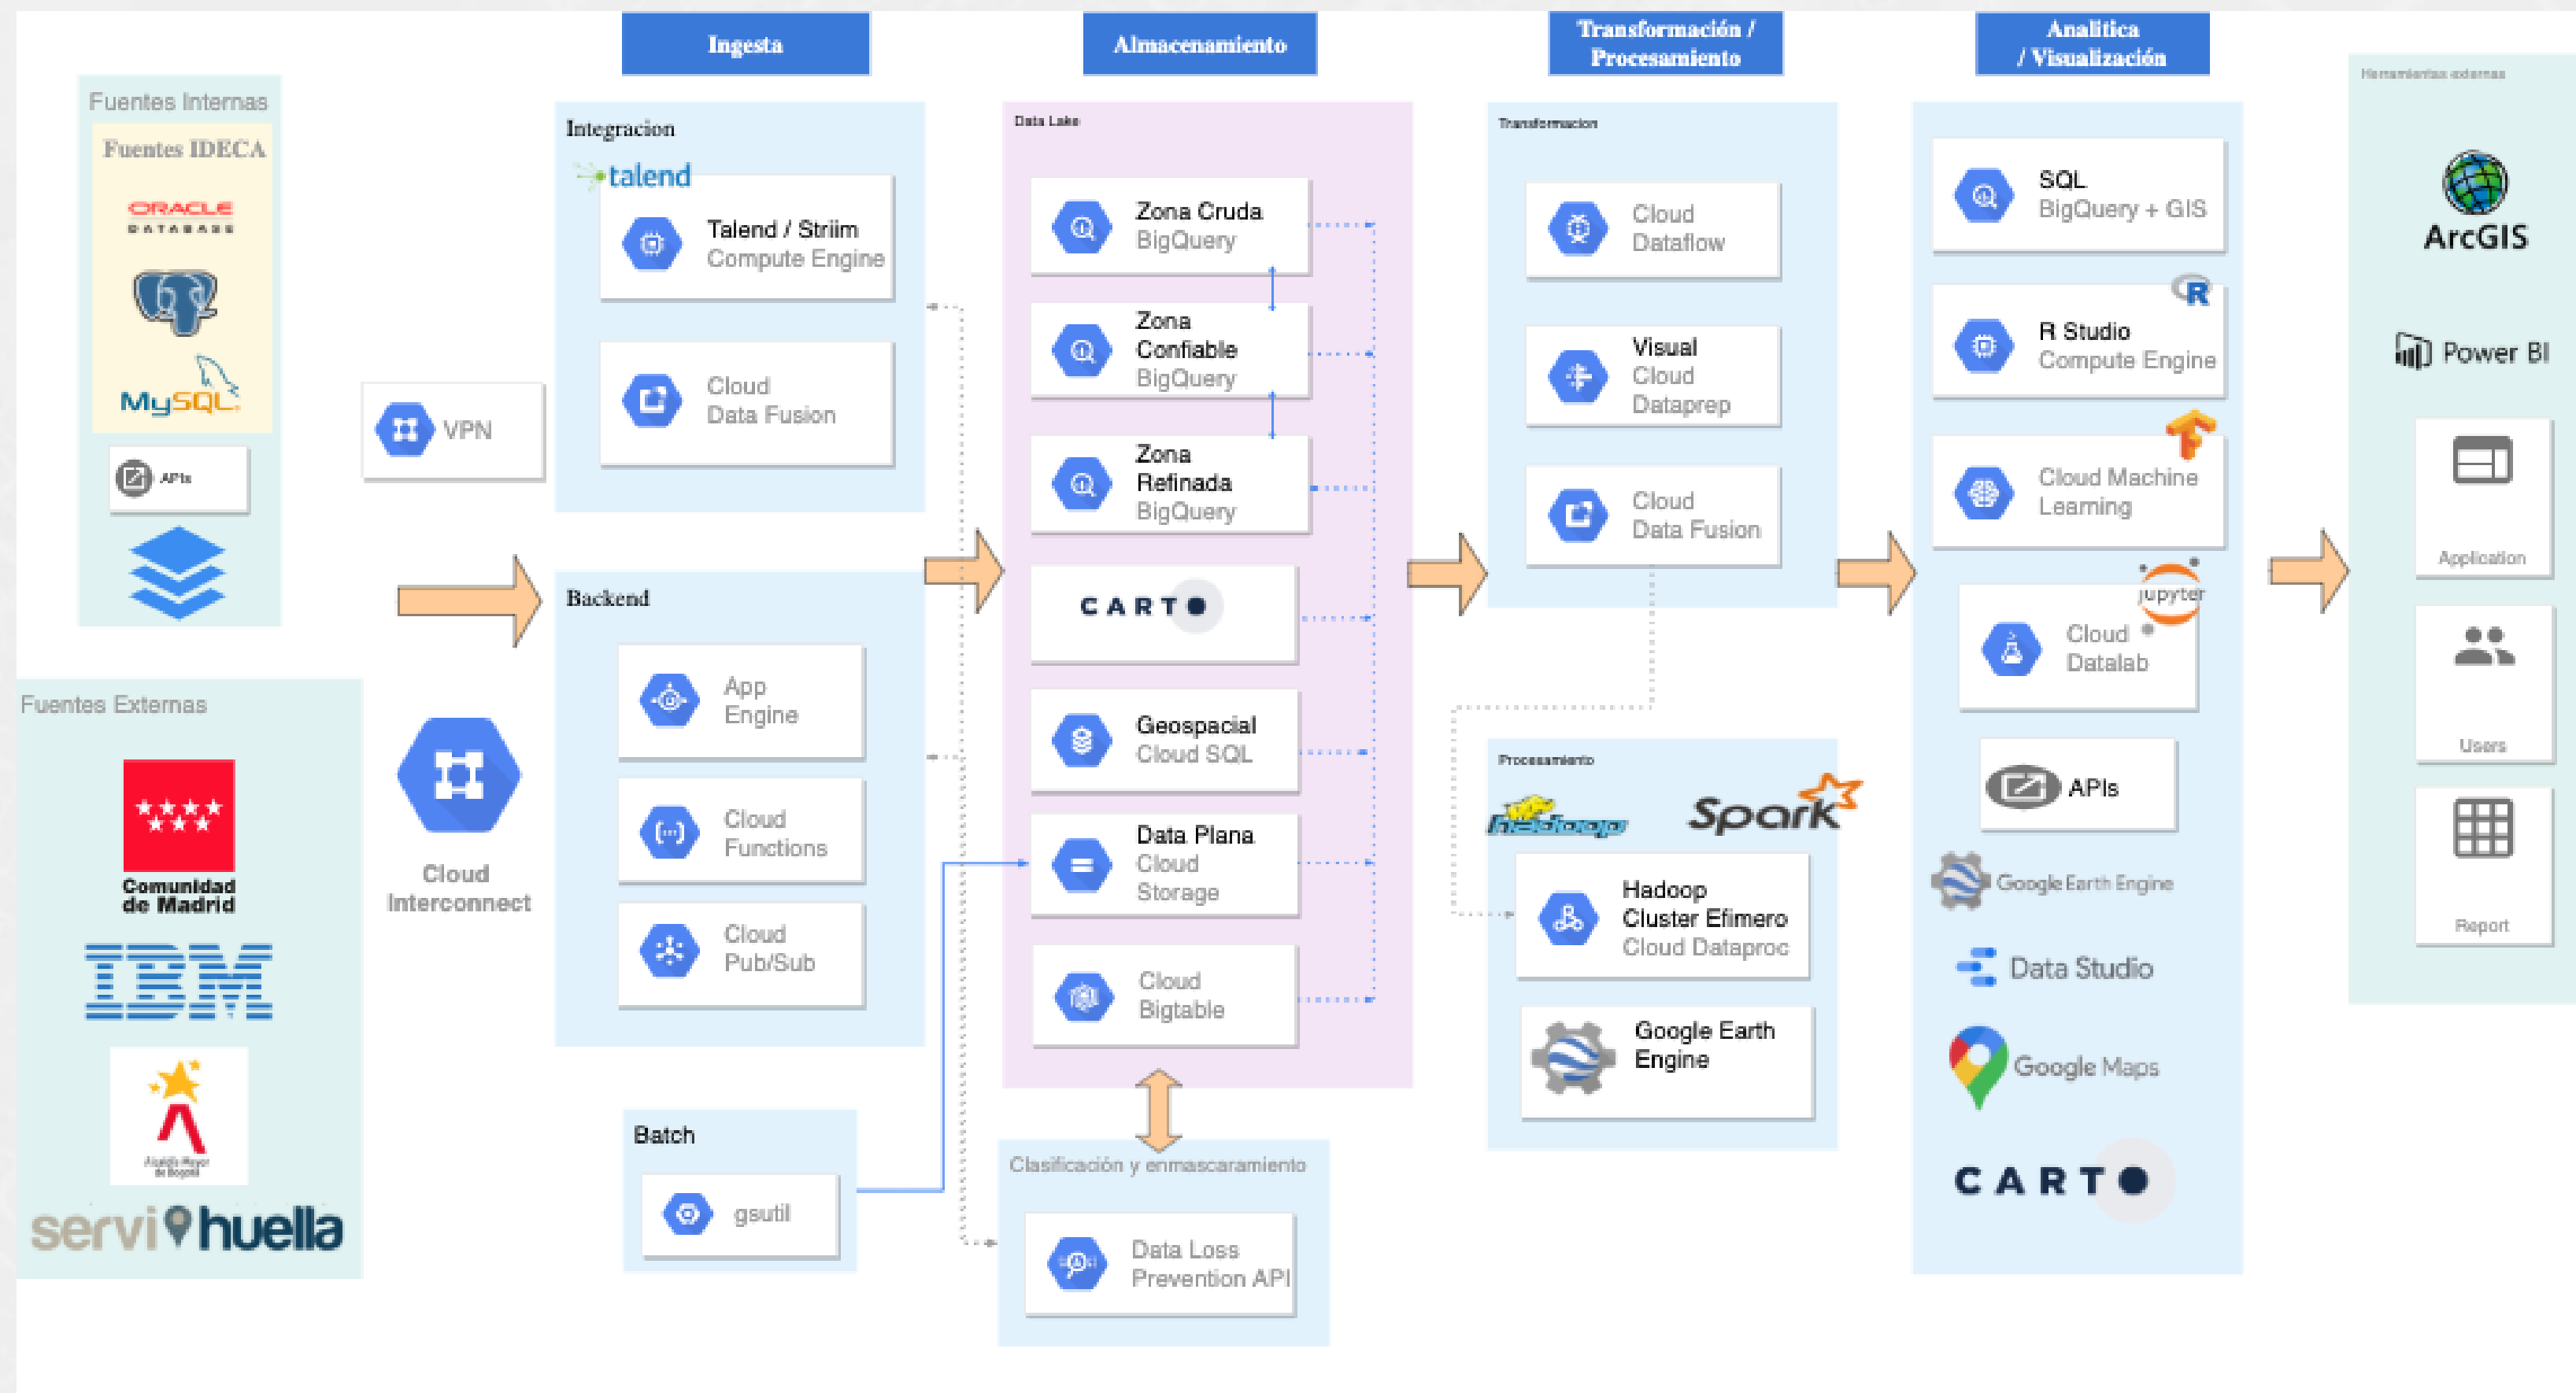 Ingesta
Almacenamiento
Transformación /
Procesamiento
Analitica
/ Visualización
Fuentes Internas
Fuentes IDECA
ORACLE
DATABASE
MySQL
APIs
Fuentes Externas
Comunidad
de Madrid
IBM
Alcaldía Mayor
de Bogotá
servihuella
VPN
Cloud
Interconnect
Integracion
talend
Talend / Striim
Compute Engine
Cloud
Data Fusion
Backend
App
Engine
Cloud
Functions
Cloud
Pub/Sub
Batch
gsutil
Data Lake
Zona Cruda
BigQuery
Zona
Confiable
BigQuery
Zona
Refinada
BigQuery
CARTO
Geospacial
Cloud SQL
Data Plana
Cloud
Storage
Cloud
Bigtable
Clasificación y enmascaramiento
Data Loss
Prevention API
Transformacion
Cloud
Dataflow
Visual
Cloud
Dataprep
Cloud
Data Fusion
Procesamiento
hadoop
Spark
Hadoop
Cluster Efimero
Cloud Dataproc
Google Earth
Engine
SQL
BigQuery + GIS
R
R Studio
Compute Engine
Cloud Machine
Learning
jupyter
Cloud
Datalab
APIs
Google Earth Engine
Data Studio
Google Maps
CARTO
Herramientas externas
ArcGIS
Power BI
Application
Users
Report